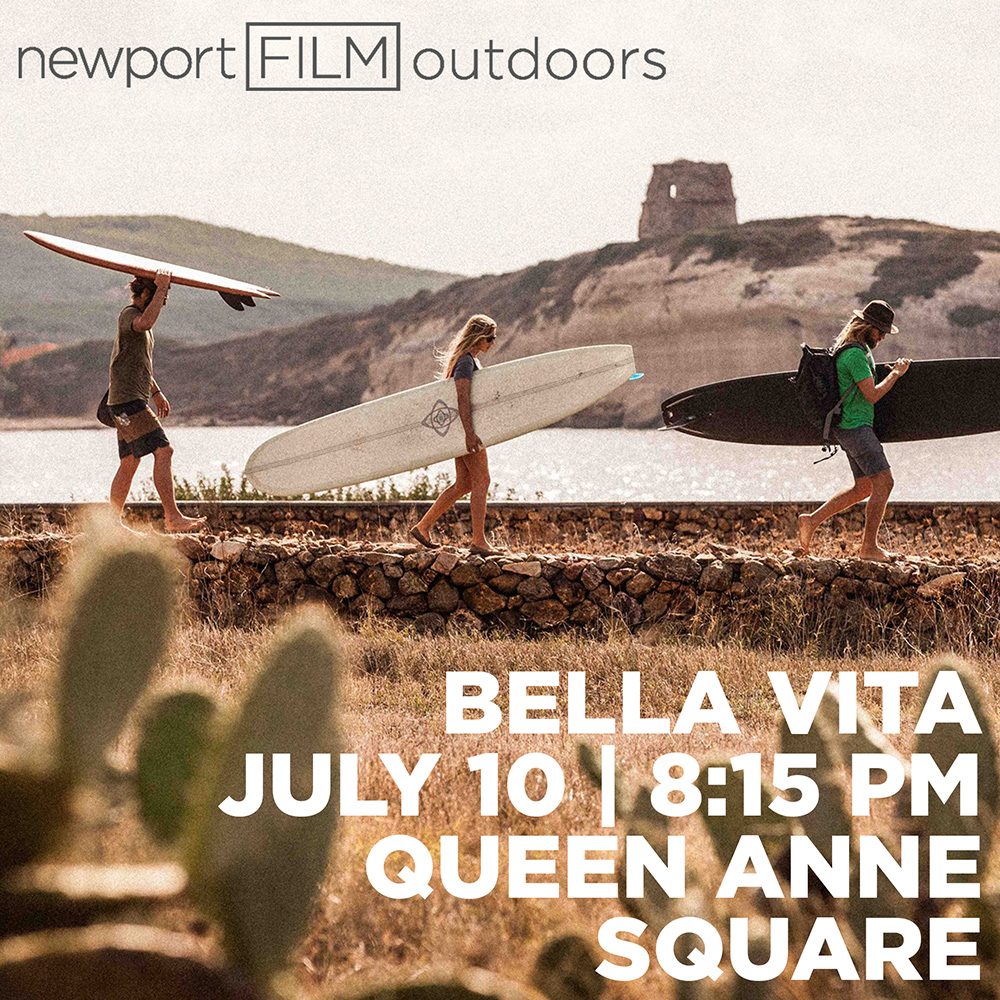 newport FILM outdoors
BELLA VITA
JULY 10 | 8:15 PM
QUEEN ANNE
SQUARE